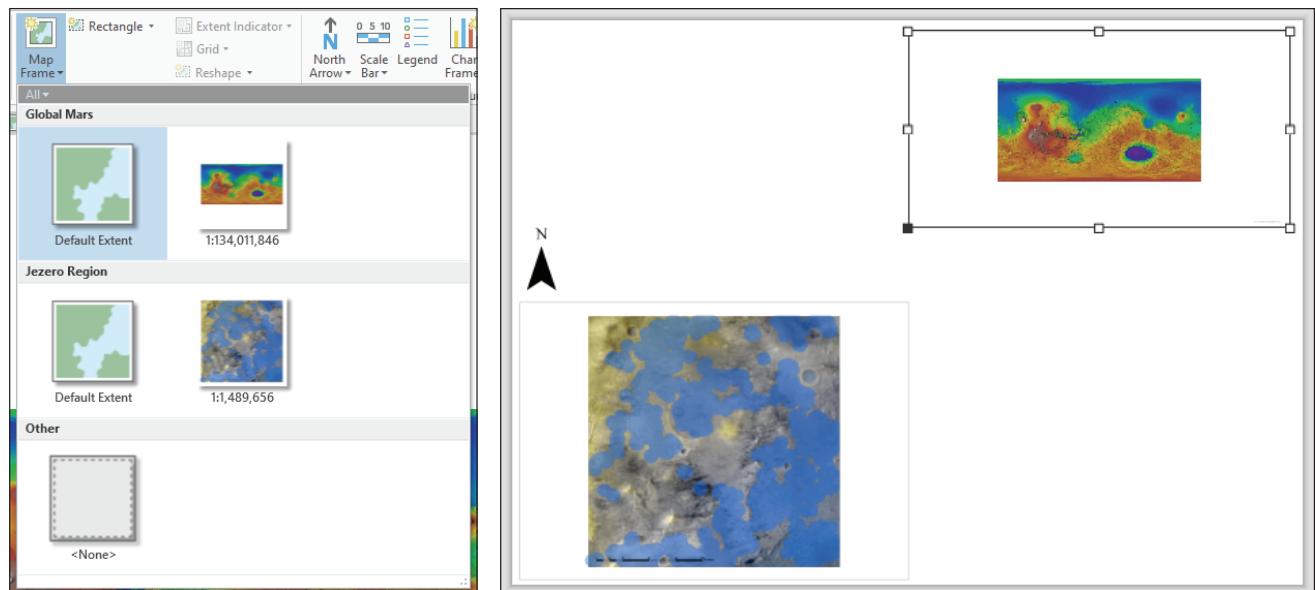 Rectangle
Extent Indicator
Grid
Reshape
Map
Frame
0 5 10
N
North
Arrow
Scale
Bar
Legend
Frame
All
Global Mars
Default Extent
1:134,011,846
Jezero Region
Default Extent
1:1,489,656
Other
<None>
N